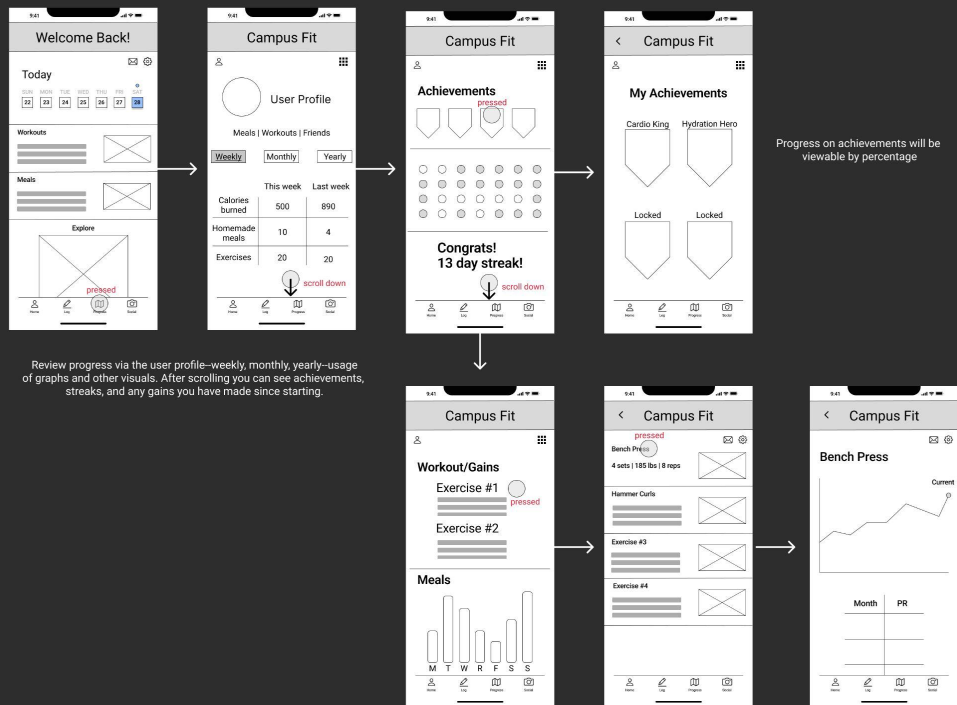 9:41
Welcome Back!
Today
SUN MON TUE WED THU FRI SAT
22 23 24 25 26 27 28
Workouts
Meals
Explore
pressed
Home Log Progress Social
9:41
Campus Fit
User Profile
Meals | Workouts | Friends
Weekly Monthly Yearly
This week Last week
Calories
burned 500 890
Homemade
meals 10 4
Exercises 20 20
scroll down
Home Log Progress Social
9:41
Campus Fit
Achievements
pressed
Congrats!
13 day streak!
scroll down
Home Log Progress Social
9:41
< Campus Fit
My Achievements
Cardio King Hydration Hero
Locked Locked
Home Log Progress Social
Progress on achievements will be
viewable by percentage
Review progress via the user profile--weekly, monthly, yearly--usage
of graphs and other visuals. After scrolling you can see achievements,
streaks, and any gains you have made since starting.
9:41
Campus Fit
Workout/Gains
Exercise #1
pressed
Exercise #2
Meals
M T W R F S S
Home Log Progress Social
9:41
< Campus Fit
pressed
Bench Press
4 sets | 185 lbs | 8 reps
Hammer Curls
Exercise #3
Exercise #4
Home Log Progress Social
9:41
< Campus Fit
Bench Press
Current
Month PR
Home Log Progress Social